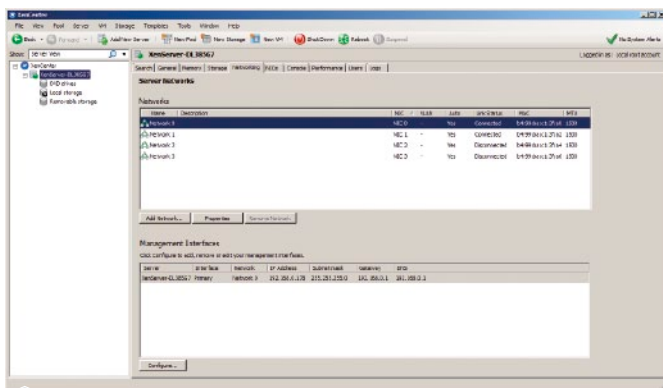 XenCenter
File View Pool Server VM Storage Templates Tools Window Help
Back Forward Add New Server New Pool New Storage New VM Shut Down Reboot Suspend No System Alerts
Show: Server View XenServer-DL385G7 Logged in as: Local root account
XenCenter
XenServer-DL385G7
DVD drives
Local storage
Removable storage
Search General Memory Storage Networking NICs Console Performance Users Logs
Server Networks
Networks
Name Description NIC VLAN Auto Link Status MAC MTU
Network 0 NIC 0 - Yes Connected 1500
Network 1 NIC 1 - Yes Connected 1500
Network 2 NIC 2 - Yes Disconnected 1500
Network 3 NIC 3 - Yes Disconnected 1500
Add Network... Properties Remove Network
Management Interfaces
Click Configure to add, remove or edit your management interfaces.
Server Interface Network IP Address Subnet mask Gateway DNS
XenServer-DL385G7 Primary Network 0
Configure...